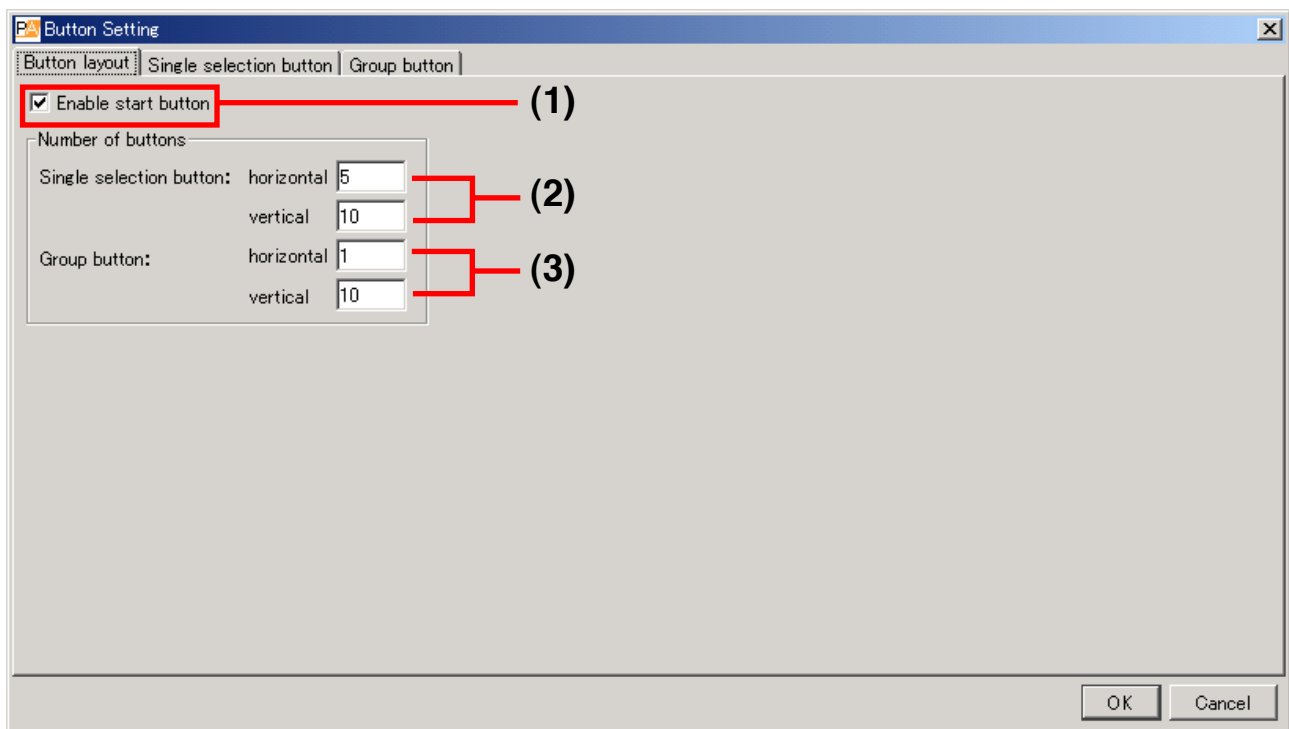 PA Button Setting
Button layout Single selection button Group button
Enable start button (1)
Number of buttons
Single selection button: horizontal 5
(2)
vertical 10
Group button: horizontal 1
(3)
vertical 10
OK Cancel